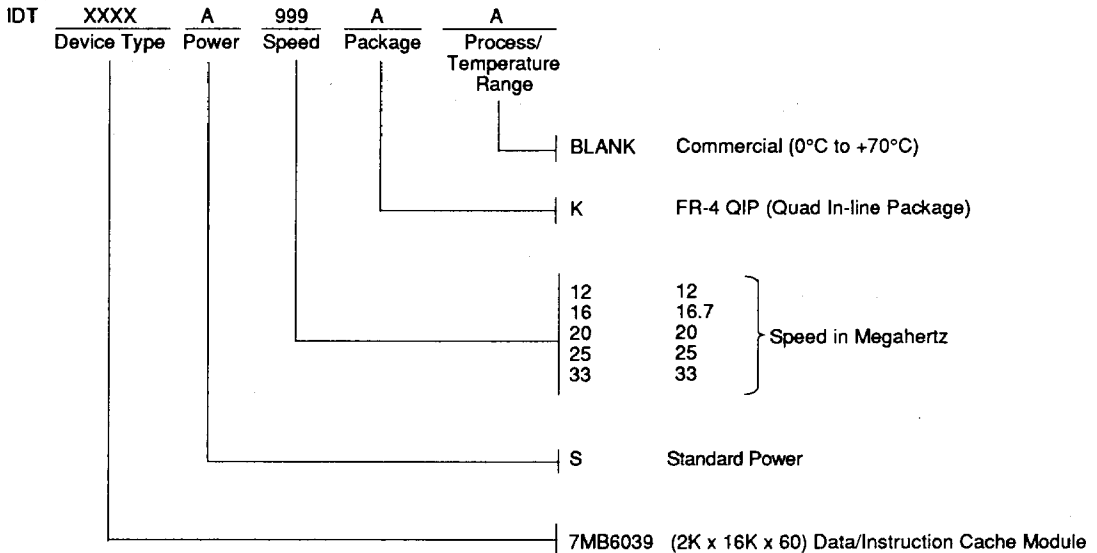 IDT XXXX A 999 A A
Device Type Power Speed Package Process/
Temperature
Range
BLANK Commercial (0°C to +70°C)
K FR-4 QIP (Quad In-line Package)
12 12
16 16.7
20 20
25 25
33 33
Speed in Megahertz
S Standard Power
7MB6039 (2K x 16K x 60) Data/Instruction Cache Module